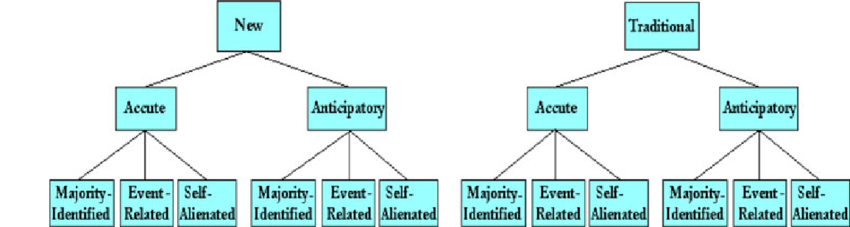 New
Traditional
Accute
Anticipatory
Accute
Anticipatory
Majority-
Identified
Event-
Related
Self-
Alienated
Majority-
Identified
Event-
Related
Self-
Alienated
Majority-
Identified
Event-
Related
Self-
Alienated
Majority-
Identified
Event-
Related
Self-
Alienated